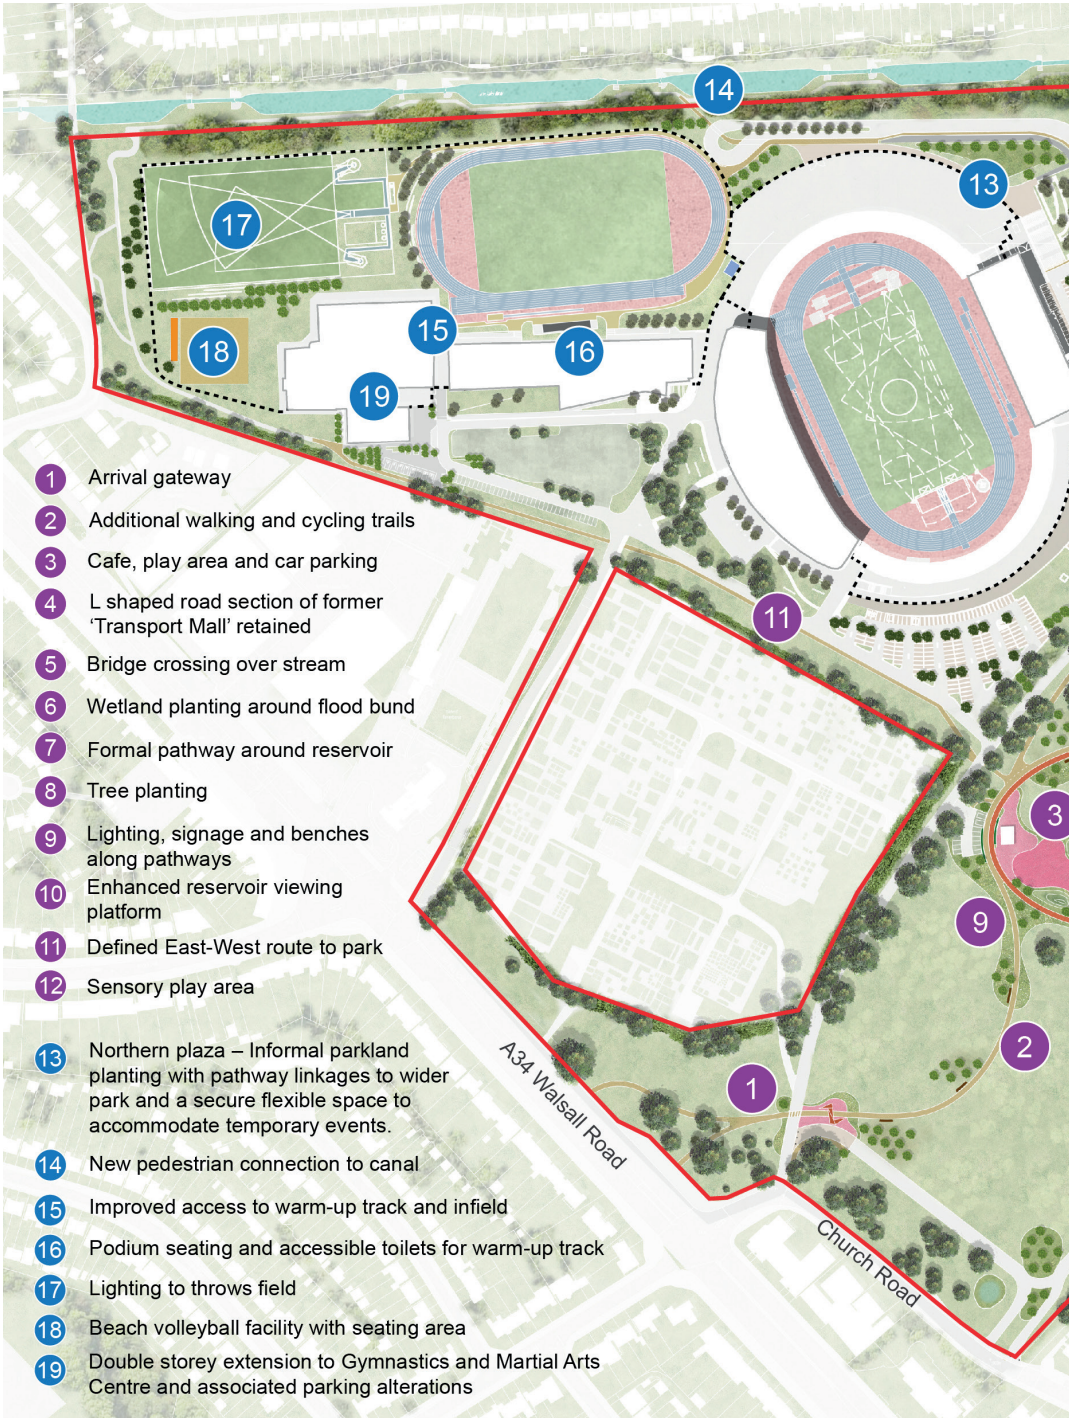 14
13
17
15
16
18
19
11
3
9
2
1
A34 Walsall Road
Church Road
1 Arrival gateway
2 Additional walking and cycling trails
3 Cafe, play area and car parking
4 L shaped road section of former
‘Transport Mall’ retained
5 Bridge crossing over stream
6 Wetland planting around flood bund
7 Formal pathway around reservoir
8 Tree planting
9 Lighting, signage and benches
along pathways
10 Enhanced reservoir viewing
platform
11 Defined East-West route to park
12 Sensory play area
13 Northern plaza – Informal parkland
planting with pathway linkages to wider
park and a secure flexible space to
accommodate temporary events.
14 New pedestrian connection to canal
15 Improved access to warm-up track and infield
16 Podium seating and accessible toilets for warm-up track
17 Lighting to throws field
18 Beach volleyball facility with seating area
19 Double storey extension to Gymnastics and Martial Arts
Centre and associated parking alterations